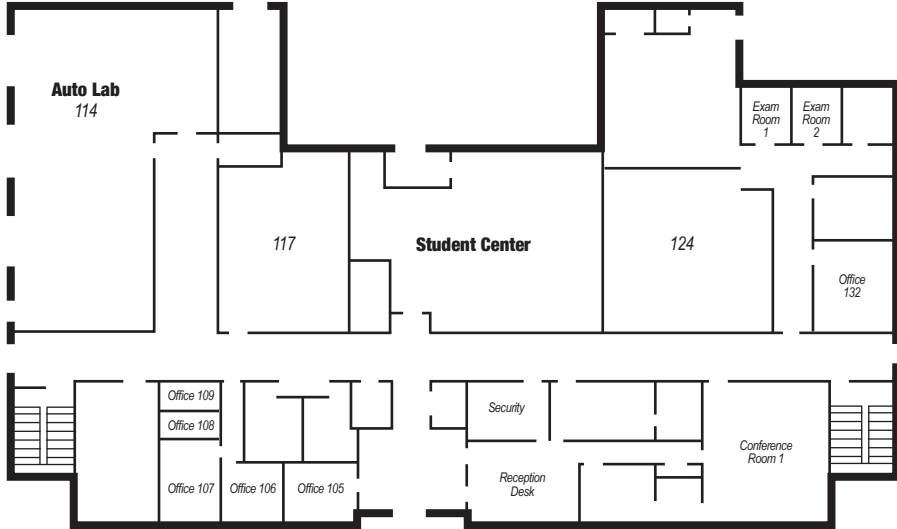 Auto Lab
114
Exam
Room
1
Exam
Room
2
117
Student Center
124
Office
132
Office 109
Office 108
Office 107
Office 106
Office 105
Security
Reception
Desk
Conference
Room 1